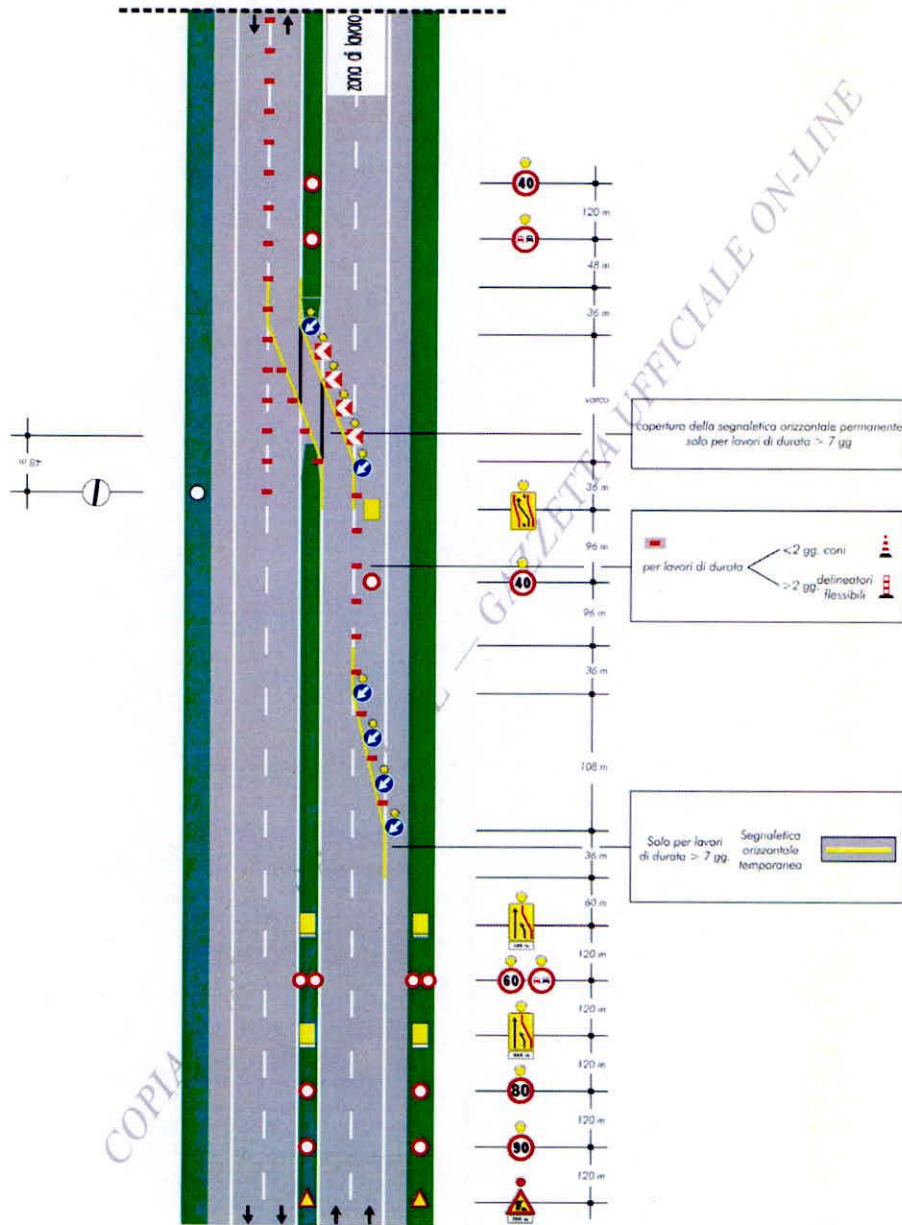 zona di lavoro
40
120 m
48 m
36 m
varco
copertura della segnaletica orizzontale permanente
solo per lavori di durata > 7 gg
48 m
36 m
96 m
per lavori di durata
<2 gg. coni
>2 gg. delineatori
flessibili
40
96 m
36 m
108 m
Solo per lavori
di durata > 7 gg.
Segnaletica
orizzontale
temporanea
36 m
60 m
120 m
60
120 m
120 m
80
120 m
90
120 m
COPIA
GAZZETTA UFFICIALE ON-LINE